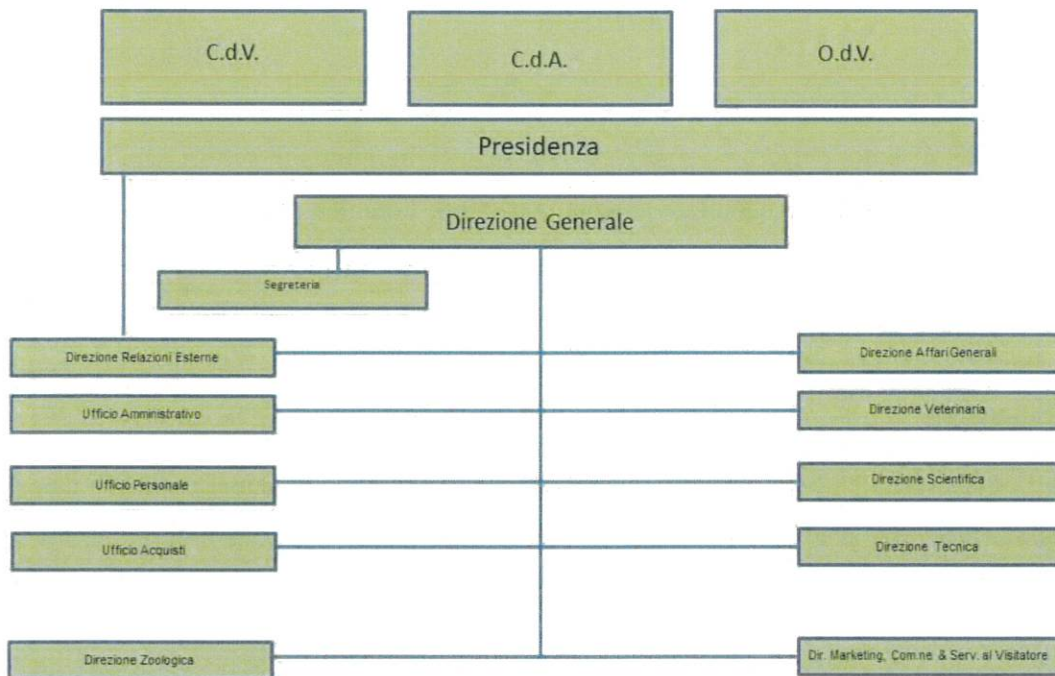 C.d.V.
C.d.A.
O.d.V.
Presidenza
Direzione Generale
Segreteria
Direzione Relazioni Esterne
Direzione Affari Generali
Ufficio Amministrativo
Direzione Veterinaria
Ufficio Personale
Direzione Scientifica
Ufficio Acquisti
Direzione Tecnica
Direzione Zoologica
Dir. Marketing, Com.ne & Serv. al Visitatore